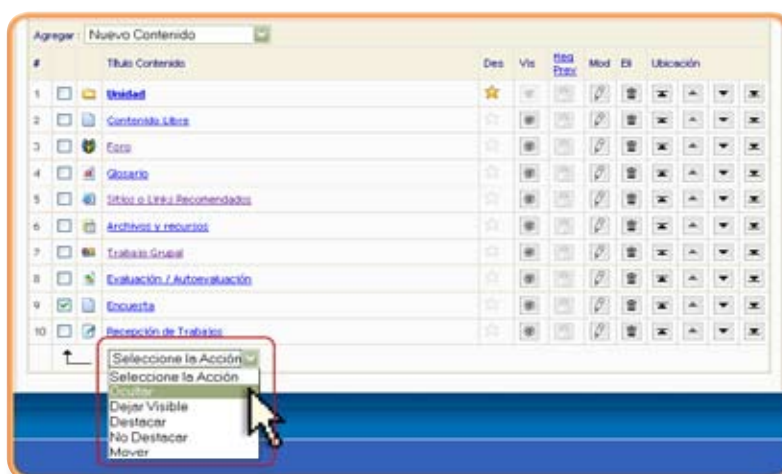 Agregar : Nuevo Contenido
# Título Contenido Des Vis Req Prev Mod Eli Ubicación
1 Unidad
2 Contenido Libre
3 Foro
4 Glosario
5 Sitios o Links Recomendados
6 Archivos y recursos
7 Trabajo Grupal
8 Evaluación / Autoevaluación
9 Encuesta
10 Recepción de Trabajos
Seleccione la Acción
Seleccione la Acción
Ocultar
Dejar Visible
Destacar
No Destacar
Mover